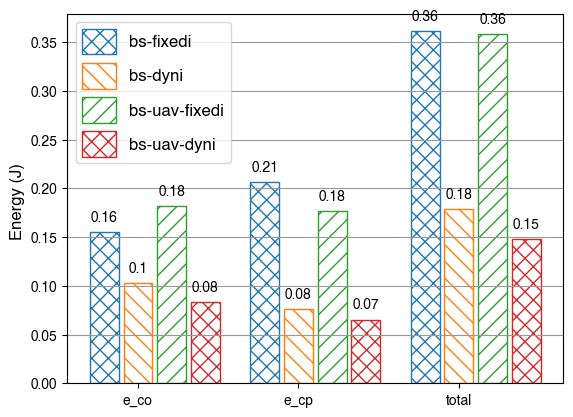 bs-fixedi
bs-dyni
bs-uav-fixedi
bs-uav-dyni
Energy (J)
0.35
0.30
0.25
0.20
0.15
0.10
0.05
0.00
0.16
0.1
0.18
0.08
0.21
0.08
0.18
0.07
0.36
0.18
0.36
0.15
e_co
e_cp
total